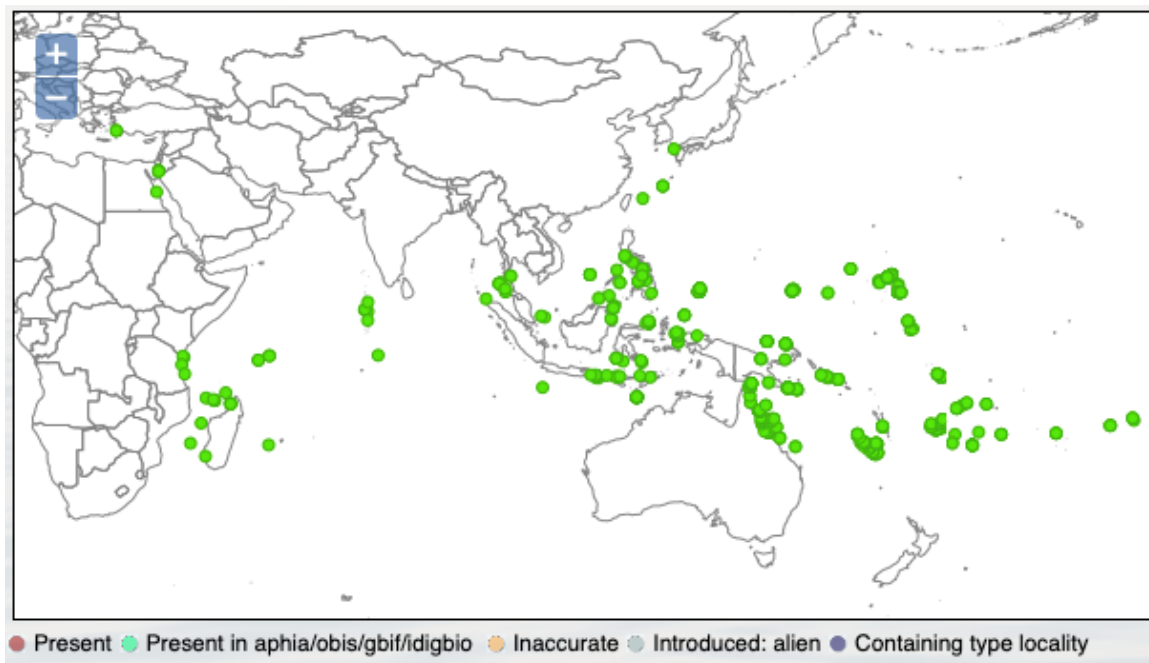 +
−
Present Present in aphia/obis/gbif/idigbio Inaccurate Introduced: alien Containing type locality